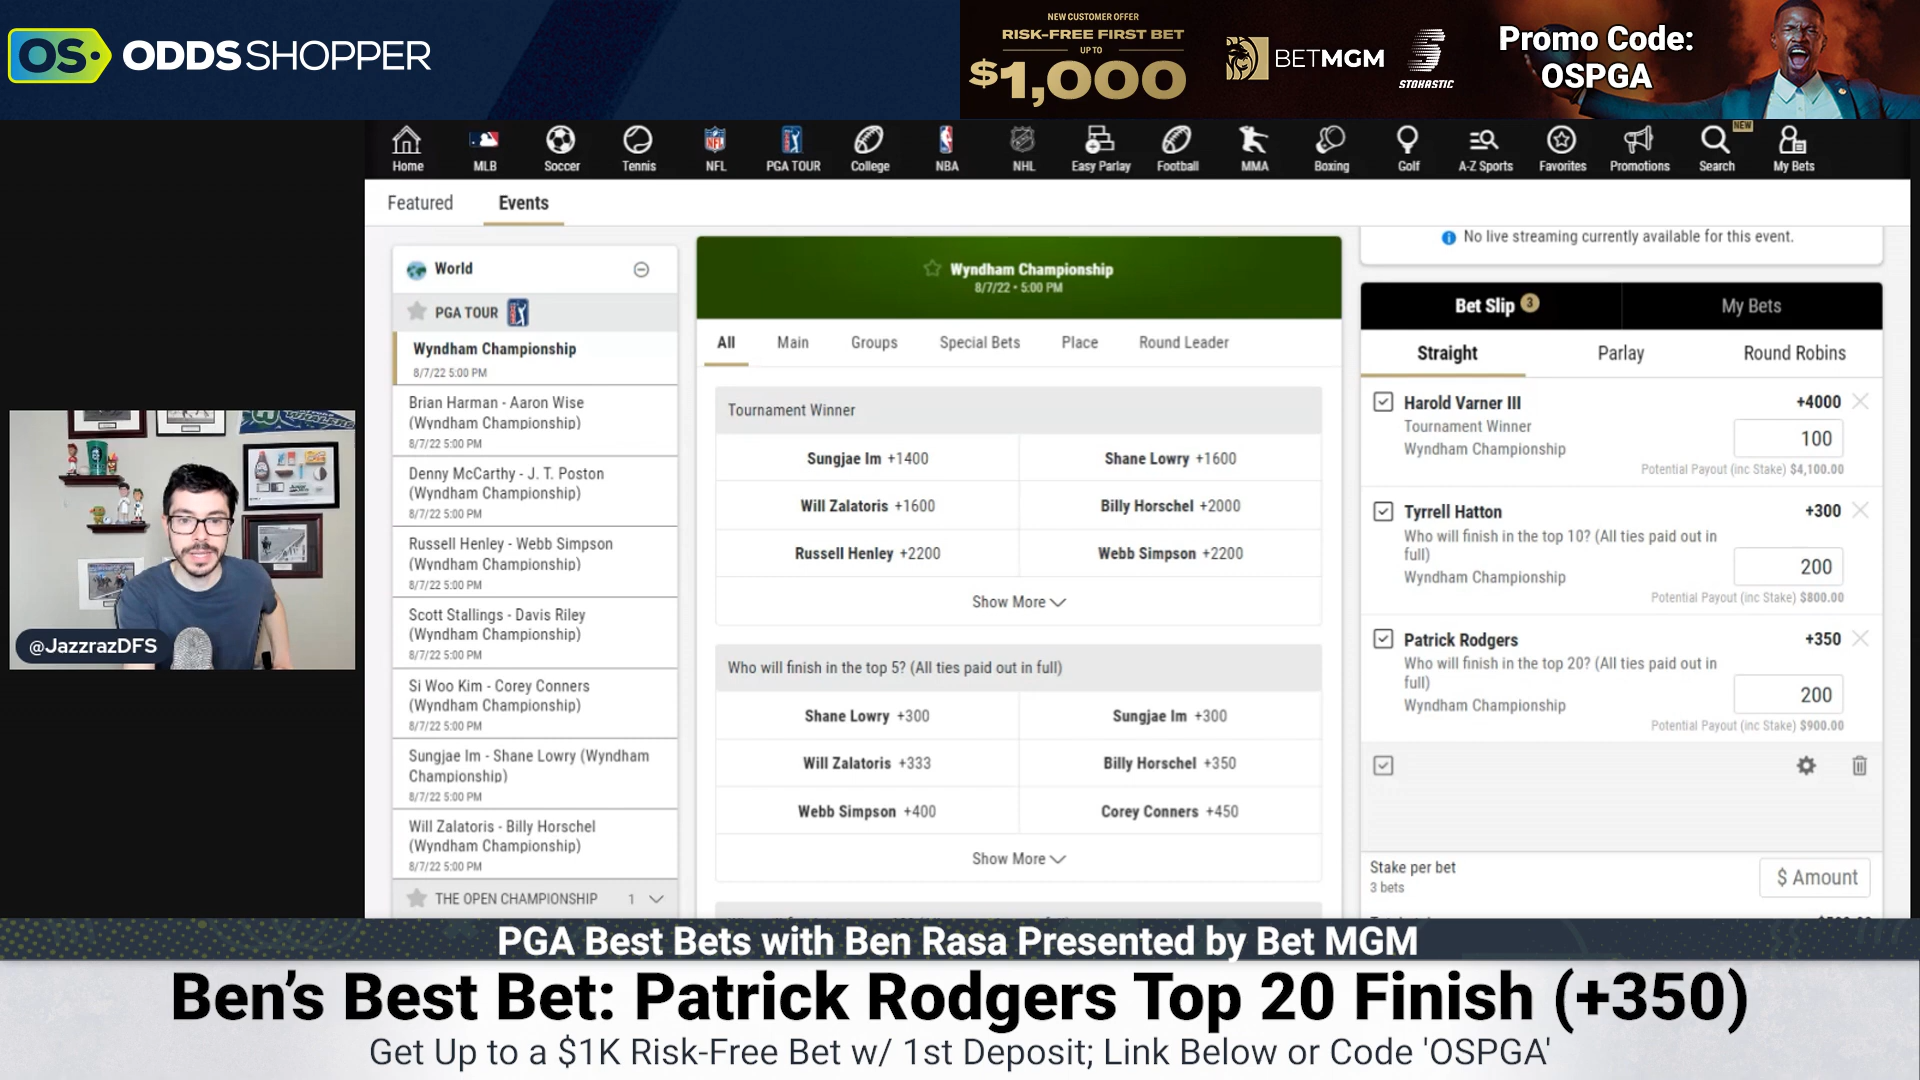 OS
ODDSSHOPPER
NEW CUSTOMER OFFER
RISK-FREE FIRST BET
UP TO
$1,000
BETMGM
STOKASTIC
Promo Code:
OSPGA
Home
MLB
Soccer
Tennis
NFL
PGA TOUR
College
NBA
NHL
Easy Parlay
Football
MMA
Boxing
Golf
A-Z Sports
Favorites
Promotions
Search
NEW
My Bets
Featured
Events
World
PGA TOUR
Wyndham Championship
8/7/22 5:00 PM
Brian Harman - Aaron Wise
(Wyndham Championship)
8/7/22 5:00 PM
Denny McCarthy - J. T. Poston
(Wyndham Championship)
8/7/22 5:00 PM
Russell Henley - Webb Simpson
(Wyndham Championship)
8/7/22 5:00 PM
Scott Stallings - Davis Riley
(Wyndham Championship)
8/7/22 5:00 PM
Si Woo Kim - Corey Conners
(Wyndham Championship)
8/7/22 5:00 PM
Sungjae Im - Shane Lowry (Wyndham
Championship)
8/7/22 5:00 PM
Will Zalatoris - Billy Horschel
(Wyndham Championship)
8/7/22 5:00 PM
THE OPEN CHAMPIONSHIP 1
Wyndham Championship
8/7/22 • 5:00 PM
All
Main
Groups
Special Bets
Place
Round Leader
Tournament Winner
Sungjae Im +1400
Shane Lowry +1600
Will Zalatoris +1600
Billy Horschel +2000
Russell Henley +2200
Webb Simpson +2200
Show More
Who will finish in the top 5? (All ties paid out in full)
Shane Lowry +300
Sungjae Im +300
Will Zalatoris +333
Billy Horschel +350
Webb Simpson +400
Corey Conners +450
Show More
No live streaming currently available for this event.
Bet Slip 3
My Bets
Straight
Parlay
Round Robins
Harold Varner III +4000
Tournament Winner
Wyndham Championship
100
Potential Payout (inc Stake) $4,100.00
Tyrrell Hatton +300
Who will finish in the top 10? (All ties paid out in
full)
Wyndham Championship
200
Potential Payout (inc Stake) $800.00
Patrick Rodgers +350
Who will finish in the top 20? (All ties paid out in
full)
Wyndham Championship
200
Potential Payout (inc Stake) $900.00
Stake per bet
3 bets
$ Amount
@JazzrazDFS
PGA Best Bets with Ben Rasa Presented by Bet MGM
Ben's Best Bet: Patrick Rodgers Top 20 Finish (+350)
Get Up to a $1K Risk-Free Bet w/ 1st Deposit; Link Below or Code 'OSPGA'